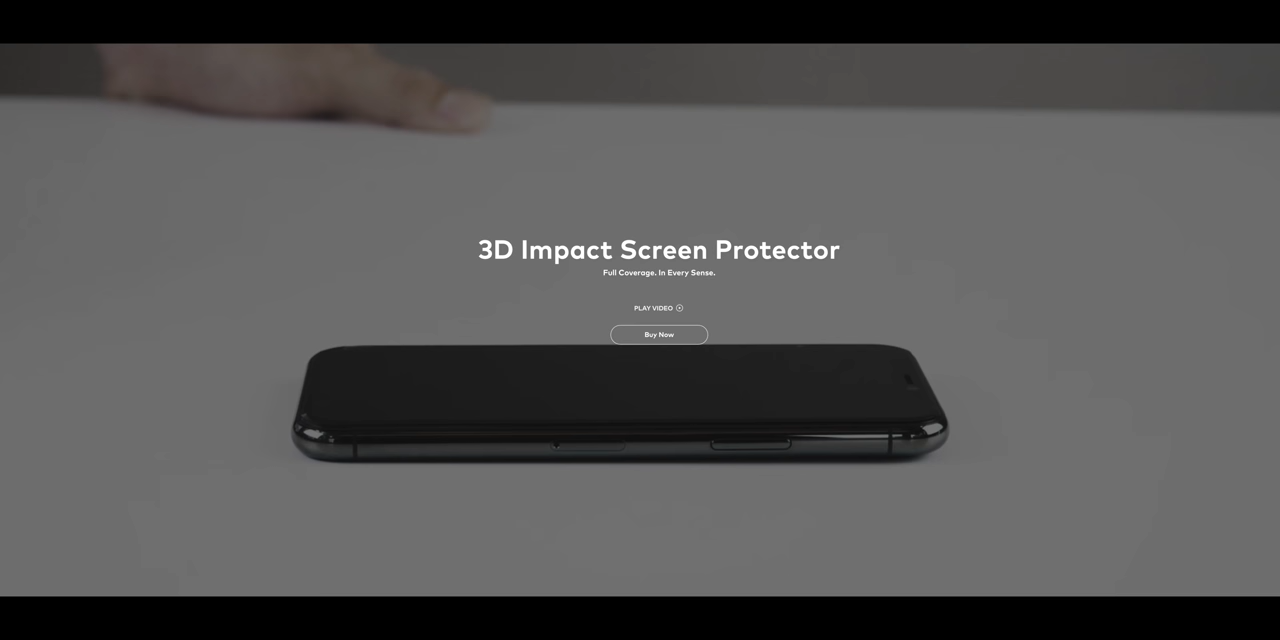 3D Impact Screen Protector
Full Coverage. In Every Sense.
PLAY VIDEO
Buy Now